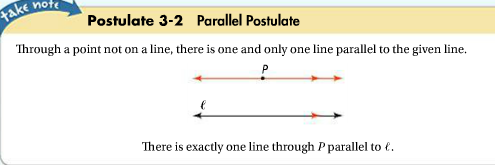 take note
Postulate 3-2 Parallel Postulate
Through a point not on a line, there is one and only one line parallel to the given line.
P
ℓ
There is exactly one line through P parallel to ℓ.